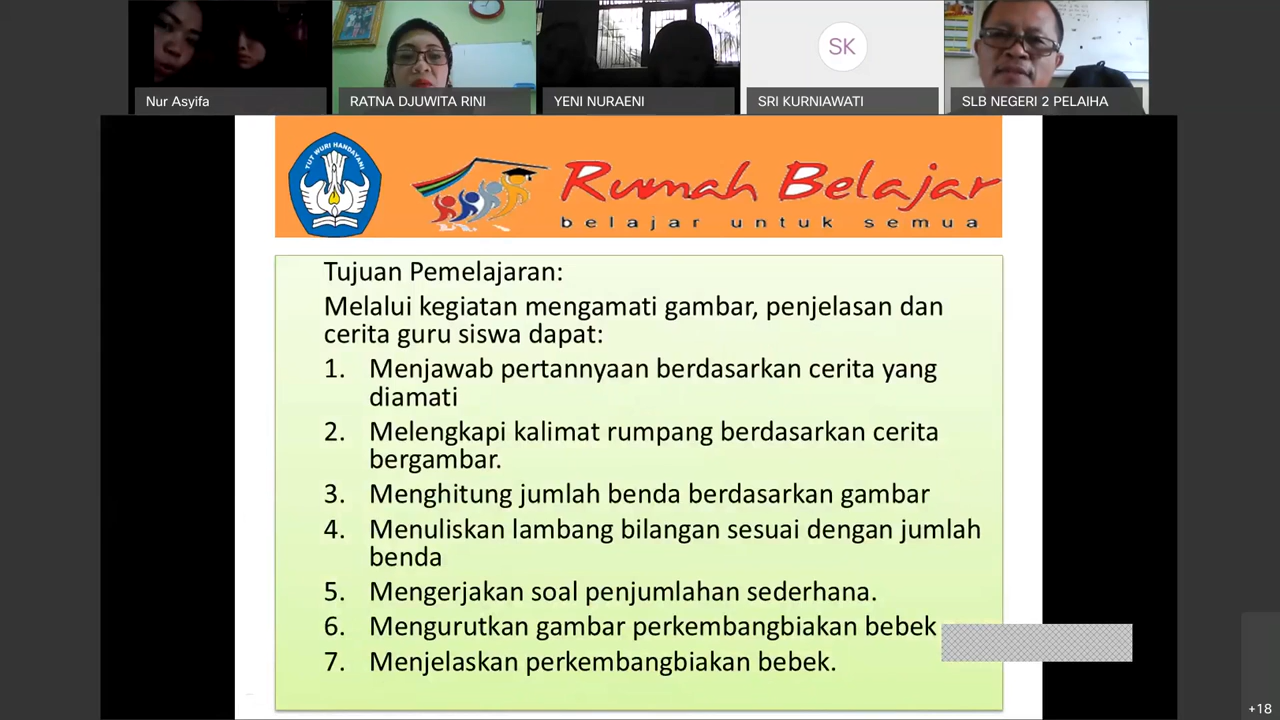 Nur Asyifa
RATNA DJUWITA RINI
YENI NURAENI
SK
SRI KURNIAWATI
SLB NEGERI 2 PELAIHA
TUT WURI HANDAYANI
Rumah Belajar
belajar untuk semua
Tujuan Pemelajaran:
Melalui kegiatan mengamati gambar, penjelasan dan
cerita guru siswa dapat:
1. Menjawab pertannyaan berdasarkan cerita yang
diamati
2. Melengkapi kalimat rumpang berdasarkan cerita
bergambar.
3. Menghitung jumlah benda berdasarkan gambar
4. Menuliskan lambang bilangan sesuai dengan jumlah
benda
5. Mengerjakan soal penjumlahan sederhana.
6. Mengurutkan gambar perkembangbiakan bebek
7. Menjelaskan perkembangbiakan bebek.
+18